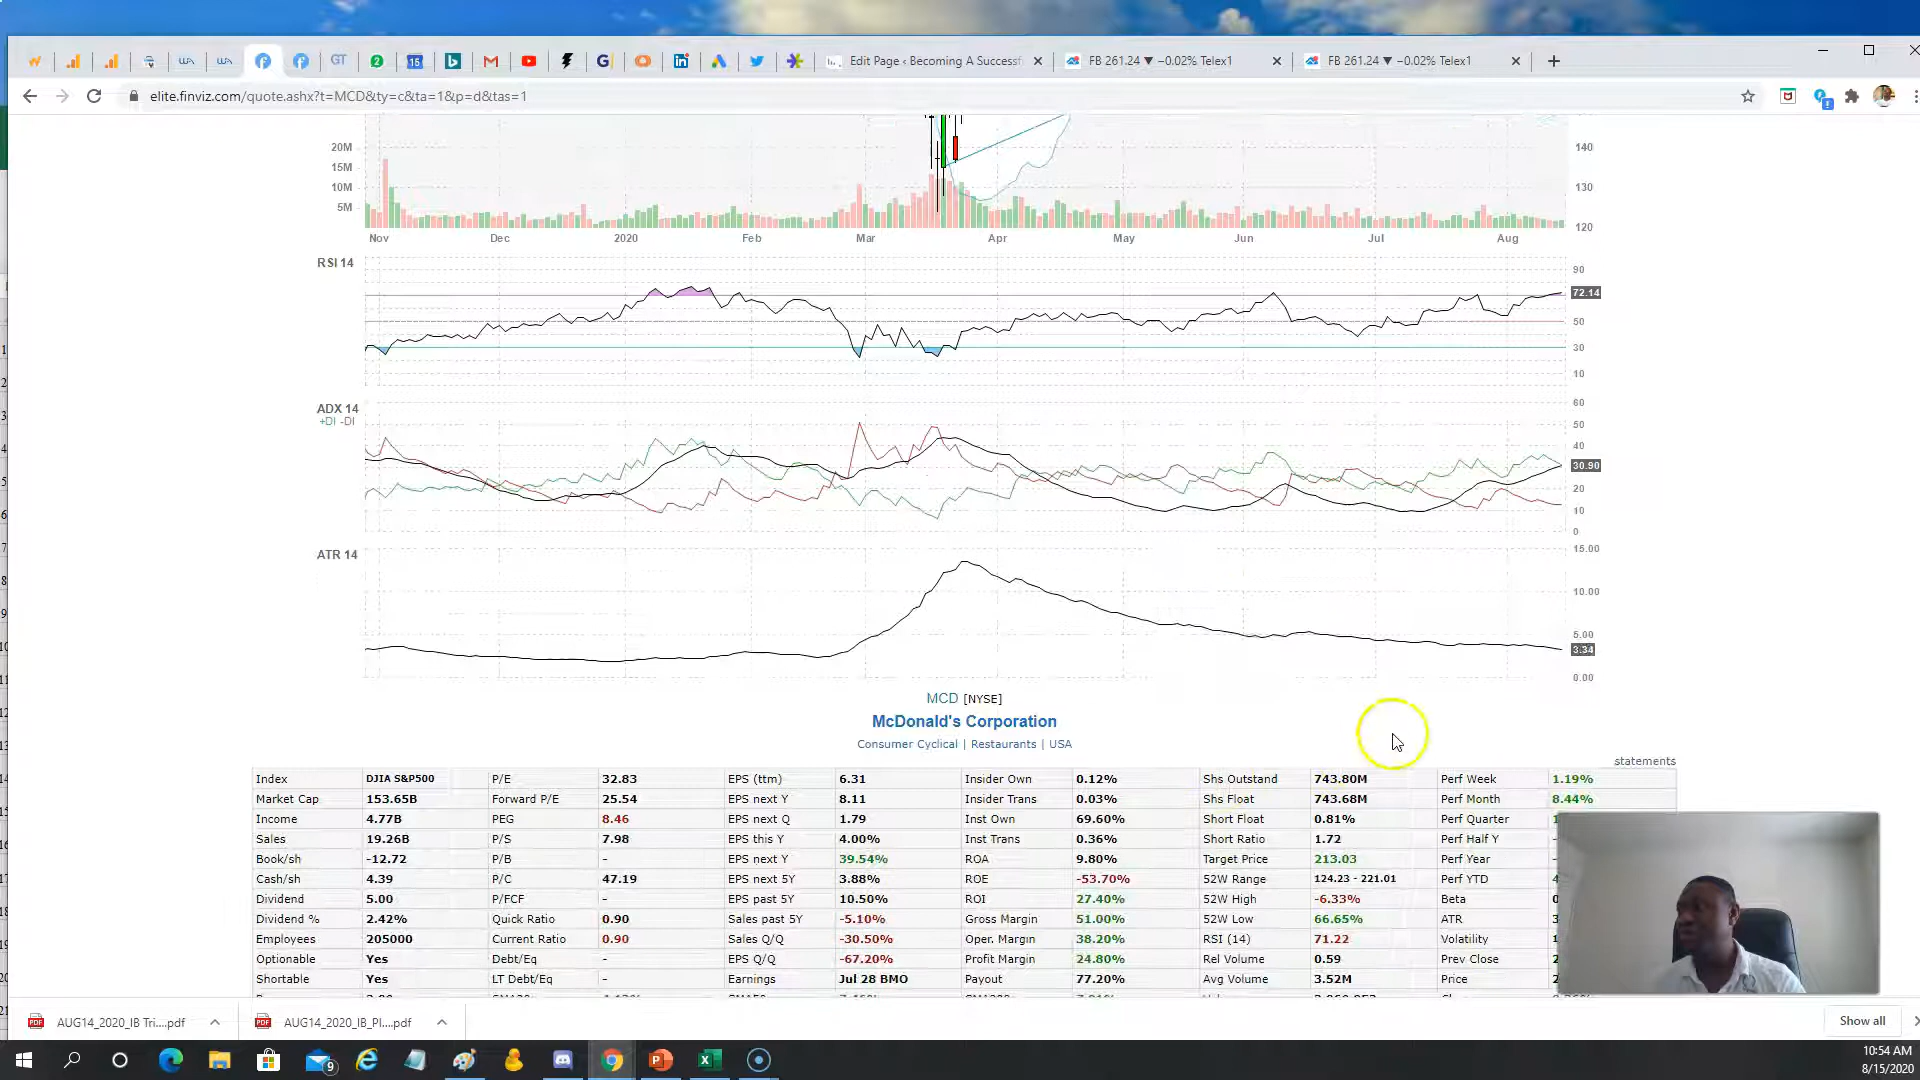 Edit Page ‹ Becoming A Successf
FB 261.24 ▼ −0.02% Telex1
FB 261.24 ▼ −0.02% Telex1
elite.finviz.com/quote.ashx?t=MCD&ty=c&ta=1&p=d&tas=1
20M 140
15M
10M 130
5M
120
Nov Dec 2020 Feb Mar Apr May Jun Jul Aug
RSI 14
90
72.14
50
30
10
ADX 14
+DI -DI
60
50
40
30.90
20
10
0
ATR 14
15.00
10.00
5.00
3.34
0.00
MCD [NYSE]
McDonald's Corporation
Consumer Cyclical | Restaurants | USA
statements
Index DJIA S&P500 P/E 32.83 EPS (ttm) 6.31 Insider Own 0.12% Shs Outstand 743.80M Perf Week 1.19%
Market Cap 153.65B Forward P/E 25.54 EPS next Y 8.11 Insider Trans 0.03% Shs Float 743.68M Perf Month 8.44%
Income 4.77B PEG 8.46 EPS next Q 1.79 Inst Own 69.60% Short Float 0.81% Perf Quarter
Sales 19.26B P/S 7.98 EPS this Y 4.00% Inst Trans 0.36% Short Ratio 1.72 Perf Half Y
Book/sh -12.72 P/B - EPS next Y 39.54% ROA 9.80% Target Price 213.03 Perf Year
Cash/sh 4.39 P/C 47.19 EPS next 5Y 3.88% ROE -53.70% 52W Range 124.23 - 221.01 Perf YTD
Dividend 5.00 P/FCF - EPS past 5Y 10.50% ROI 27.40% 52W High -6.33% Beta
Dividend % 2.42% Quick Ratio 0.90 Sales past 5Y -5.10% Gross Margin 51.00% 52W Low 66.65% ATR
Employees 205000 Current Ratio 0.90 Sales Q/Q -30.50% Oper. Margin 38.20% RSI (14) 71.22 Volatility
Optionable Yes Debt/Eq - EPS Q/Q -67.20% Profit Margin 24.80% Rel Volume 0.59 Prev Close
Shortable Yes LT Debt/Eq - Earnings Jul 28 BMO Payout 77.20% Avg Volume 3.52M Price
AUG14_2020_IB Tri....pdf
AUG14_2020_IB_Pl....pdf
Show all
10:54 AM
8/15/2020